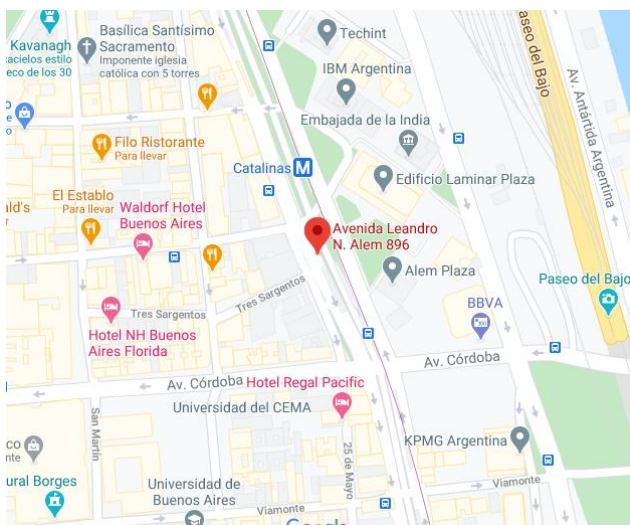 Kavanagh
acielos estilo
eco de los 30
Basílica Santísimo
Sacramento
Imponente iglesia
católica con 5 torres
Techint
IBM Argentina
Embajada de la India
Paseo del Bajo
Av. Antártida Argentina
Filo Ristorante
Para llevar
Catalinas
M
Edificio Laminar Plaza
ald's
El Establo
Para llevar
Waldorf Hotel
Buenos Aires
Avenida Leandro
N. Alem 896
Alem Plaza
Paseo del Bajo
BBVA
Tres Sargentos
Tres Sargentos
Hotel NH Buenos
Aires Florida
Av. Córdoba
Av. Córdoba
Hotel Regal Pacific
Universidad del CEMA
San Martín
25 de Mayo
KPMG Argentina
co
nte
ural Borges
Universidad de
Buenos Aires
Viamonte
Viamonte
Google